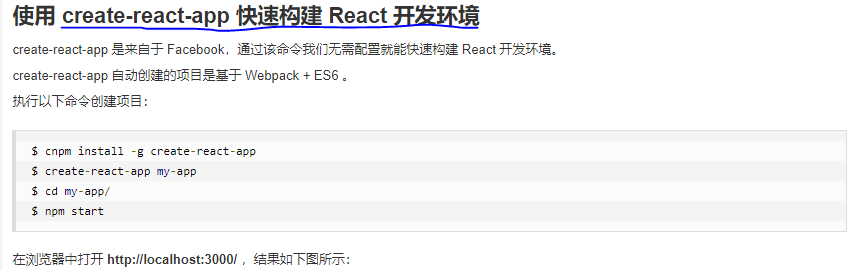 使用 create-react-app 快速构建 React 开发环境
create-react-app 是来自于 Facebook，通过该命令我们无需配置就能快速构建 React 开发环境。
create-react-app 自动创建的项目是基于 Webpack + ES6 。
执行以下命令创建项目：
$ cnpm install -g create-react-app
$ create-react-app my-app
$ cd my-app/
$ npm start
在浏览器中打开 http://localhost:3000/ ，结果如下图所示：